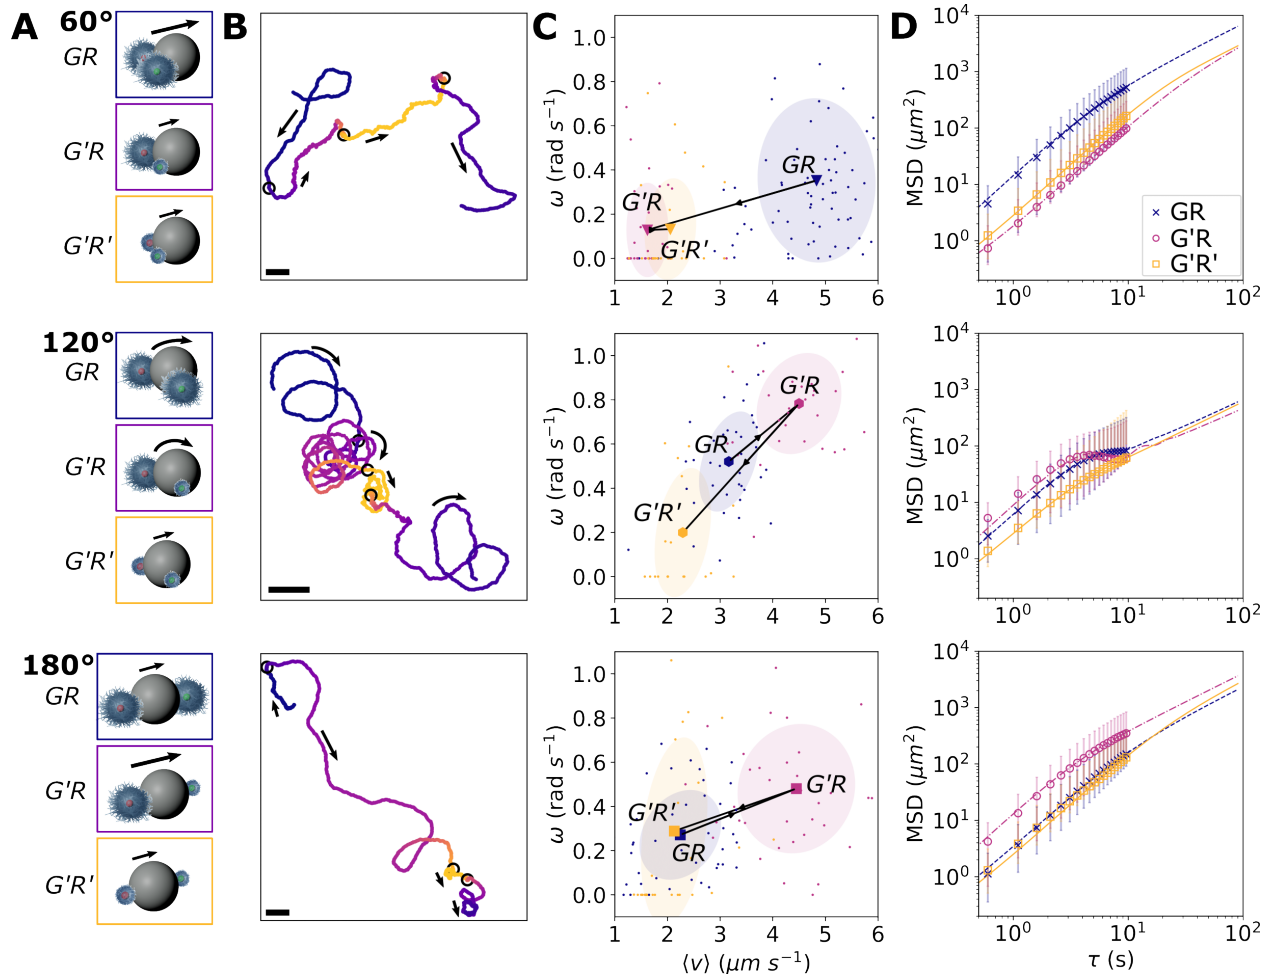 A B C D
60°
GR
G'R
G'R'
1.0
0.8
0.6
0.4
0.2
0.0
ω (rad s⁻¹)
GR
G'R
G'R'
1 2 3 4 5 6
10⁴
10³
10²
10¹
10⁰
MSD (μm²)
GR
G'R
G'R'
10⁰ 10¹ 10²
120°
GR
G'R
G'R'
1.0
0.8
0.6
0.4
0.2
0.0
ω (rad s⁻¹)
G'R
GR
G'R'
1 2 3 4 5 6
10⁴
10³
10²
10¹
10⁰
MSD (μm²)
10⁰ 10¹ 10²
180°
GR
G'R
G'R'
1.0
0.8
0.6
0.4
0.2
0.0
ω (rad s⁻¹)
G'R
G'R'
GR
1 2 3 4 5 6
⟨v⟩ (μm s⁻¹)
10⁴
10³
10²
10¹
10⁰
MSD (μm²)
10⁰ 10¹ 10²
τ (s)